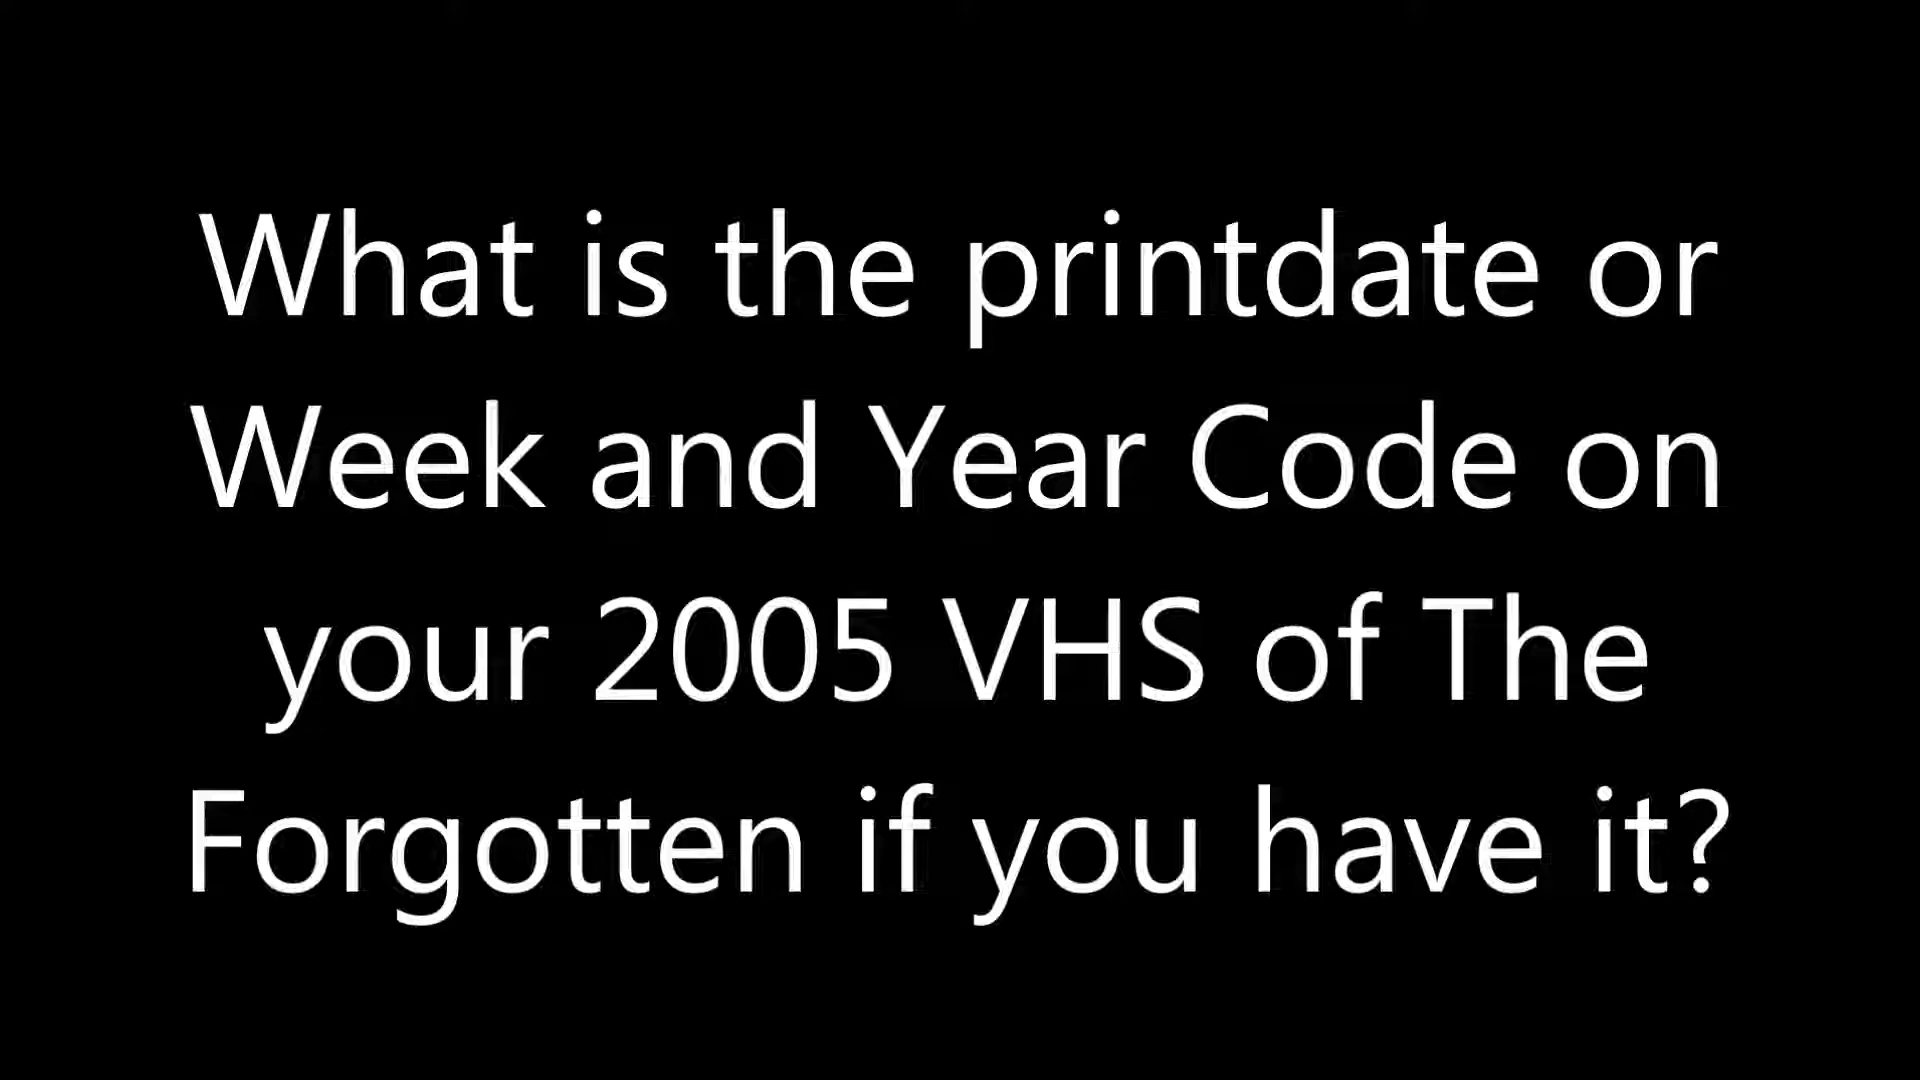 What is the printdate or
Week and Year Code on
your 2005 VHS of The
Forgotten if you have it?